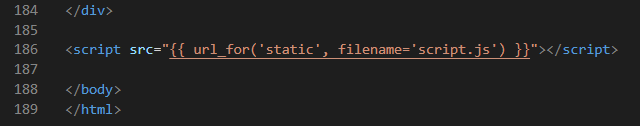 184 </div>
185
186 <script src="{{ url_for('static', filename='script.js') }}"></script>
187
188 </body>
189 </html>